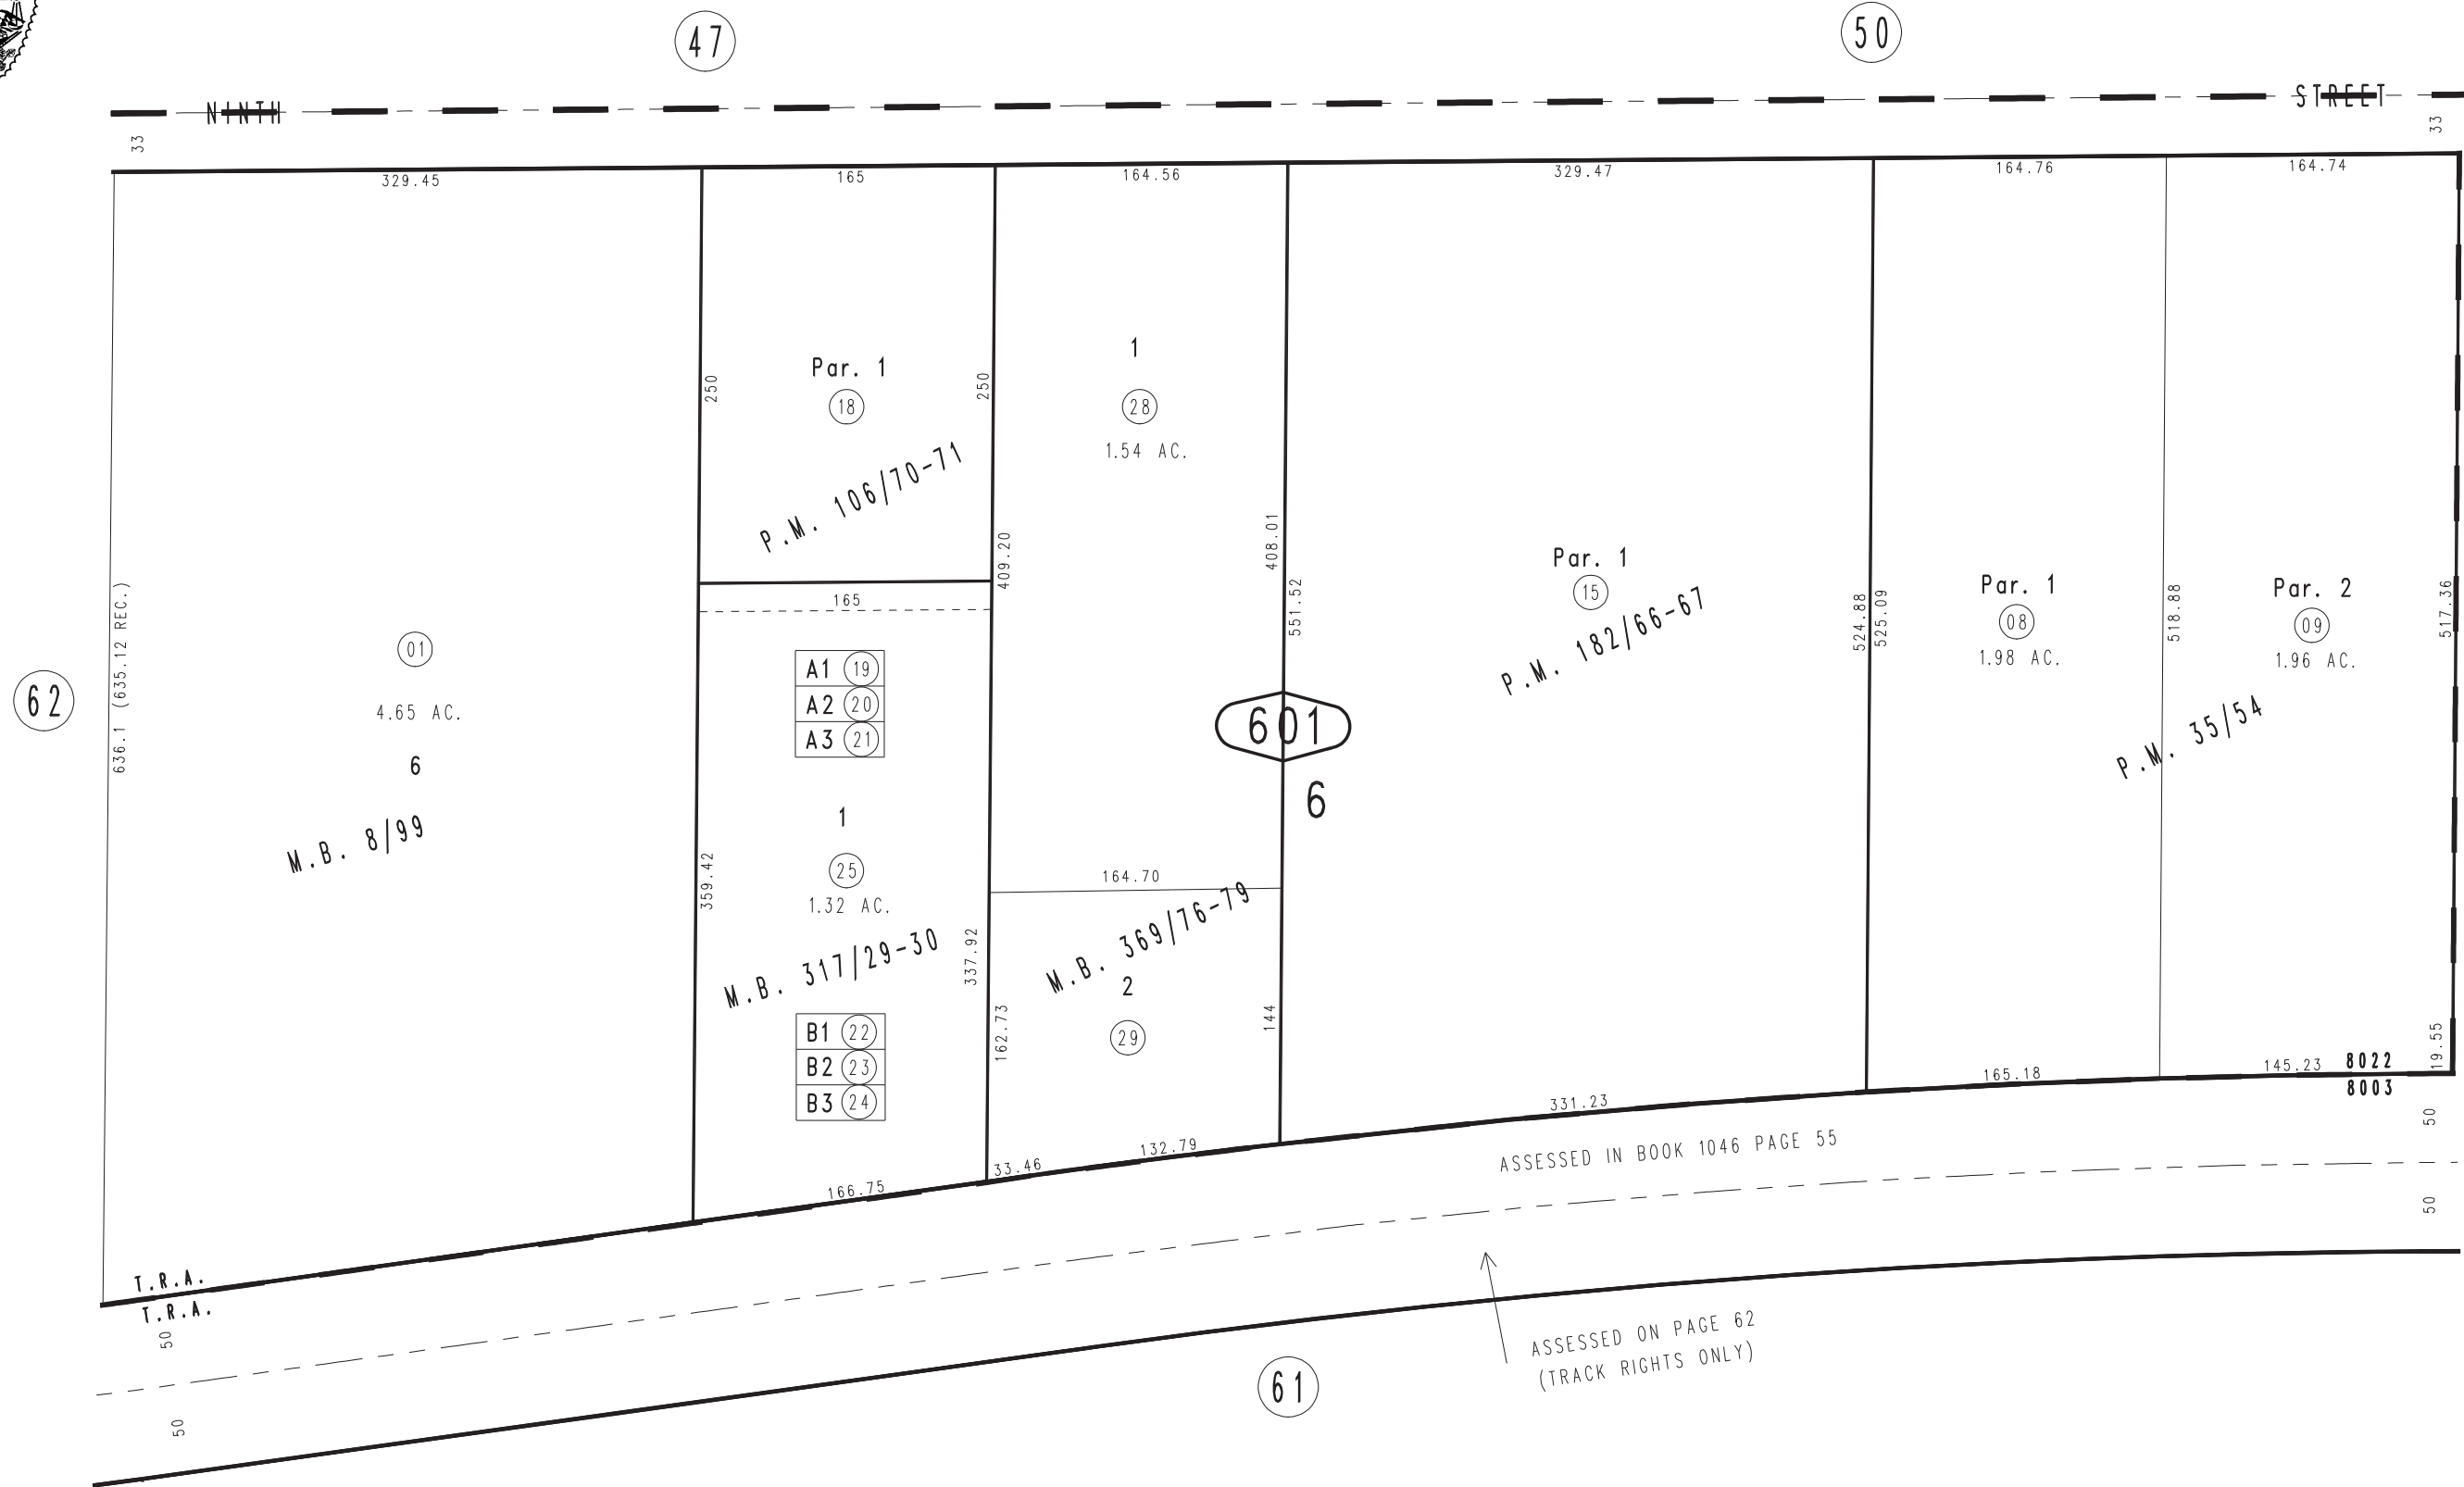 47
50
NINTH
STREET
33
33
329.45
165
164.56
329.47
164.76
164.74
636.1 (635.12 REC.)
62
01
4.65 AC.
6
M.B. 8/99
250
Par. 1
18
250
P.M. 106/70-71
165
A1 19
A2 20
A3 21
1
25
1.32 AC.
359.42
M.B. 317/29-30
337.92
B1 22
B2 23
B3 24
166.75
1
28
1.54 AC.
409.20
408.01
164.70
M.B. 369/76-79
2
29
162.73
144
33.46
132.79
601
6
551.52
Par. 1
15
P.M. 182/66-67
524.88
331.23
525.09
Par. 1
08
1.98 AC.
518.88
165.18
Par. 2
09
1.96 AC.
P.M. 35/54
517.36
19.55
145.23
8022
8003
T.R.A.
T.R.A.
50
50
50
50
ASSESSED IN BOOK 1046 PAGE 55
ASSESSED ON PAGE 62
(TRACK RIGHTS ONLY)
61